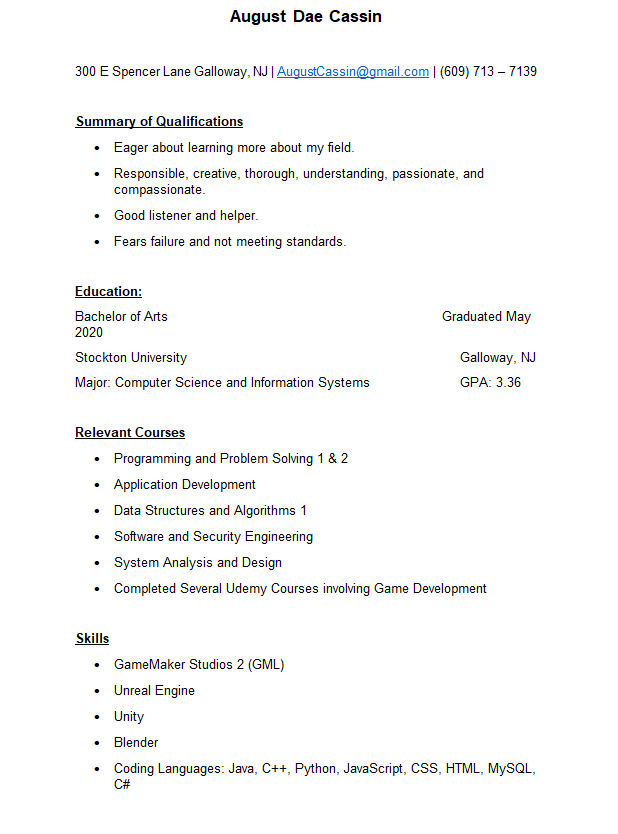 August Dae Cassin
300 E Spencer Lane Galloway, NJ | AugustCassin@gmail.com | (609) 713 – 7139
Summary of Qualifications
• Eager about learning more about my field.
• Responsible, creative, thorough, understanding, passionate, and
compassionate.
• Good listener and helper.
• Fears failure and not meeting standards.
Education:
Bachelor of Arts Graduated May
2020
Stockton University Galloway, NJ
Major: Computer Science and Information Systems GPA: 3.36
Relevant Courses
• Programming and Problem Solving 1 & 2
• Application Development
• Data Structures and Algorithms 1
• Software and Security Engineering
• System Analysis and Design
• Completed Several Udemy Courses involving Game Development
Skills
• GameMaker Studios 2 (GML)
• Unreal Engine
• Unity
• Blender
• Coding Languages: Java, C++, Python, JavaScript, CSS, HTML, MySQL,
C#